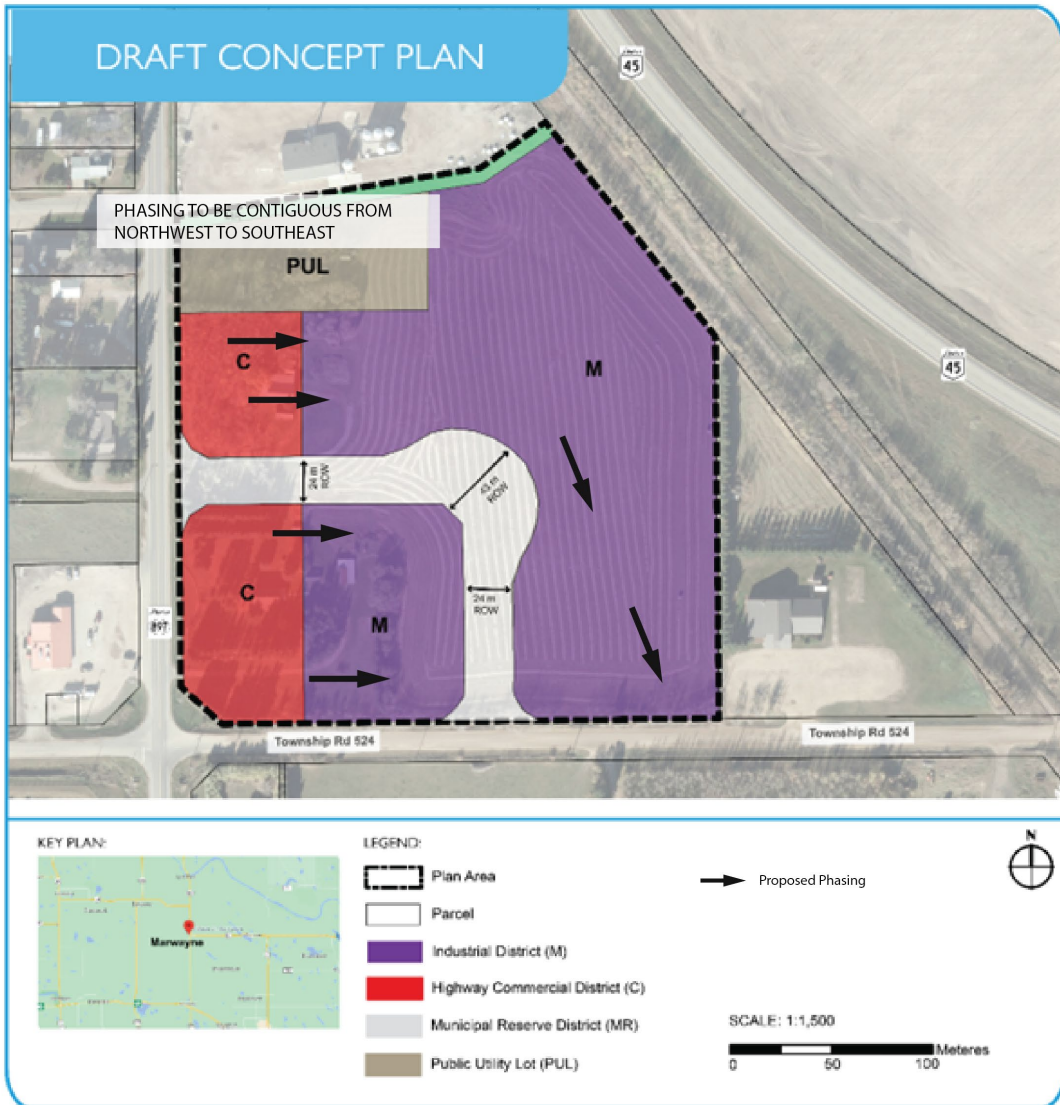 DRAFT CONCEPT PLAN
45
PHASING TO BE CONTIGUOUS FROM
NORTHWEST TO SOUTHEAST
PUL
C
M
45
24 m
ROW
43 m
ROW
C
24 m
ROW
M
897
Township Rd 524
Township Rd 524
KEY PLAN:
Marwayne
LEGEND:
Plan Area
Parcel
Industrial District (M)
Highway Commercial District (C)
Municipal Reserve District (MR)
Public Utility Lot (PUL)
Proposed Phasing
N
SCALE: 1:1,500
Meteres
0 50 100